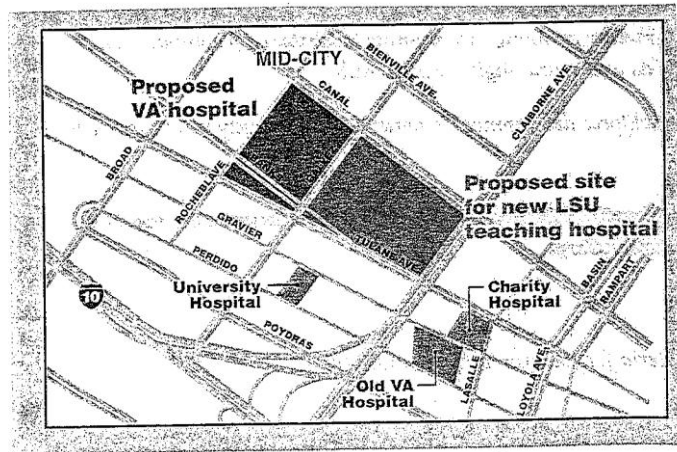 MID-CITY
BIENVILLE AVE.
CLAIBORNE AVE.
Proposed
VA hospital
CANAL
BROAD
ROCHEBLAVE
Proposed site
for new LSU
teaching hospital
GRAVIER
TULANE AVE.
PERDIDO
University
Hospital
10
POYDRAS
Charity
Hospital
BASIN
RAMPART
Old VA
Hospital
LASALLE
LOYOLA AVE.